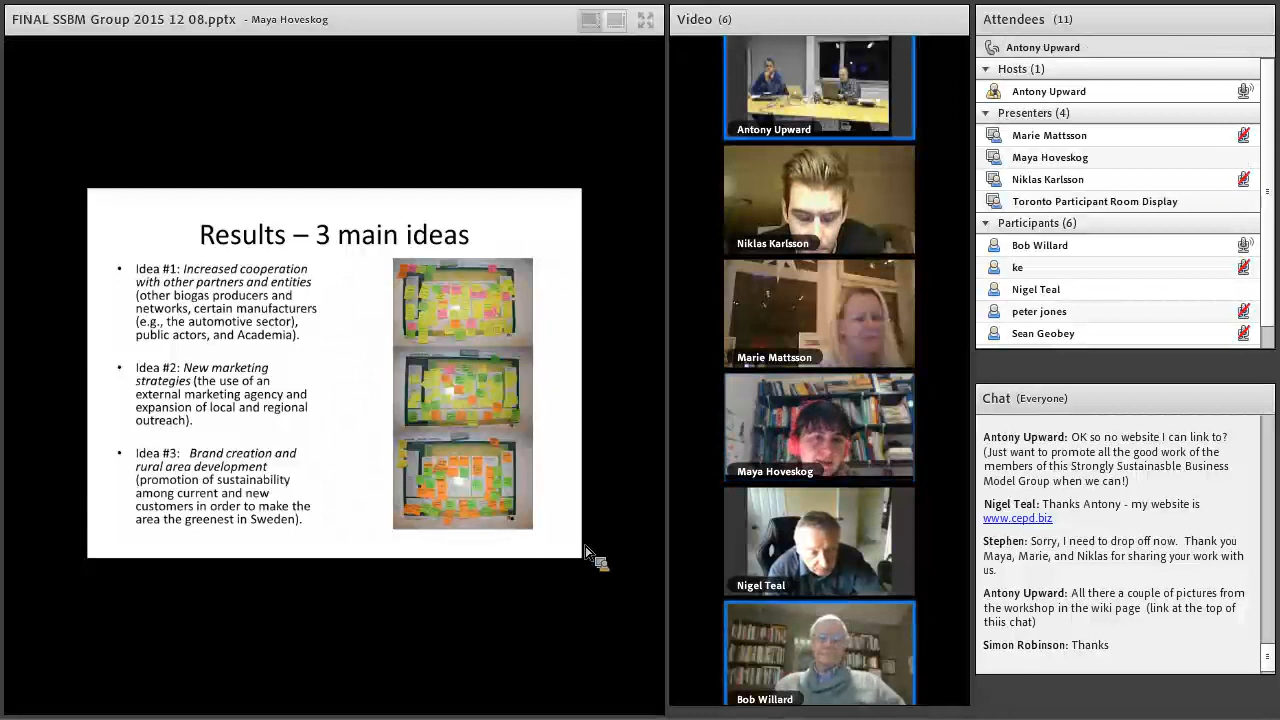 FINAL SSBM Group 2015 12 08.pptx - Maya Hoveskog
Results – 3 main ideas
• Idea #1: Increased cooperation
with other partners and entities
(other biogas producers and
networks, certain manufacturers
(e.g., the automotive sector),
public actors, and Academia).
• Idea #2: New marketing
strategies (the use of an
external marketing agency and
expansion of local and regional
outreach).
• Idea #3: Brand creation and
rural area development
(promotion of sustainability
among current and new
customers in order to make the
area the greenest in Sweden).
Video (6)
Antony Upward
Niklas Karlsson
Marie Mattsson
Maya Hoveskog
Nigel Teal
Bob Willard
Attendees (11)
Antony Upward
Hosts (1)
Antony Upward
Presenters (4)
Marie Mattsson
Maya Hoveskog
Niklas Karlsson
Toronto Participant Room Display
Participants (6)
Bob Willard
ke
Nigel Teal
peter jones
Sean Geobey
Chat (Everyone)
Antony Upward: OK so no website I can link to?
(Just want to promote all the good work of the
members of this Strongly Sustainasble Business
Model Group when we can!)
Nigel Teal: Thanks Antony - my website is
www.cepd.biz
Stephen: Sorry, I need to drop off now. Thank you
Maya, Marie, and Niklas for sharing your work with
us.
Antony Upward: All there a couple of pictures from
the workshop in the wiki page (link at the top of
thiis chat)
Simon Robinson: Thanks